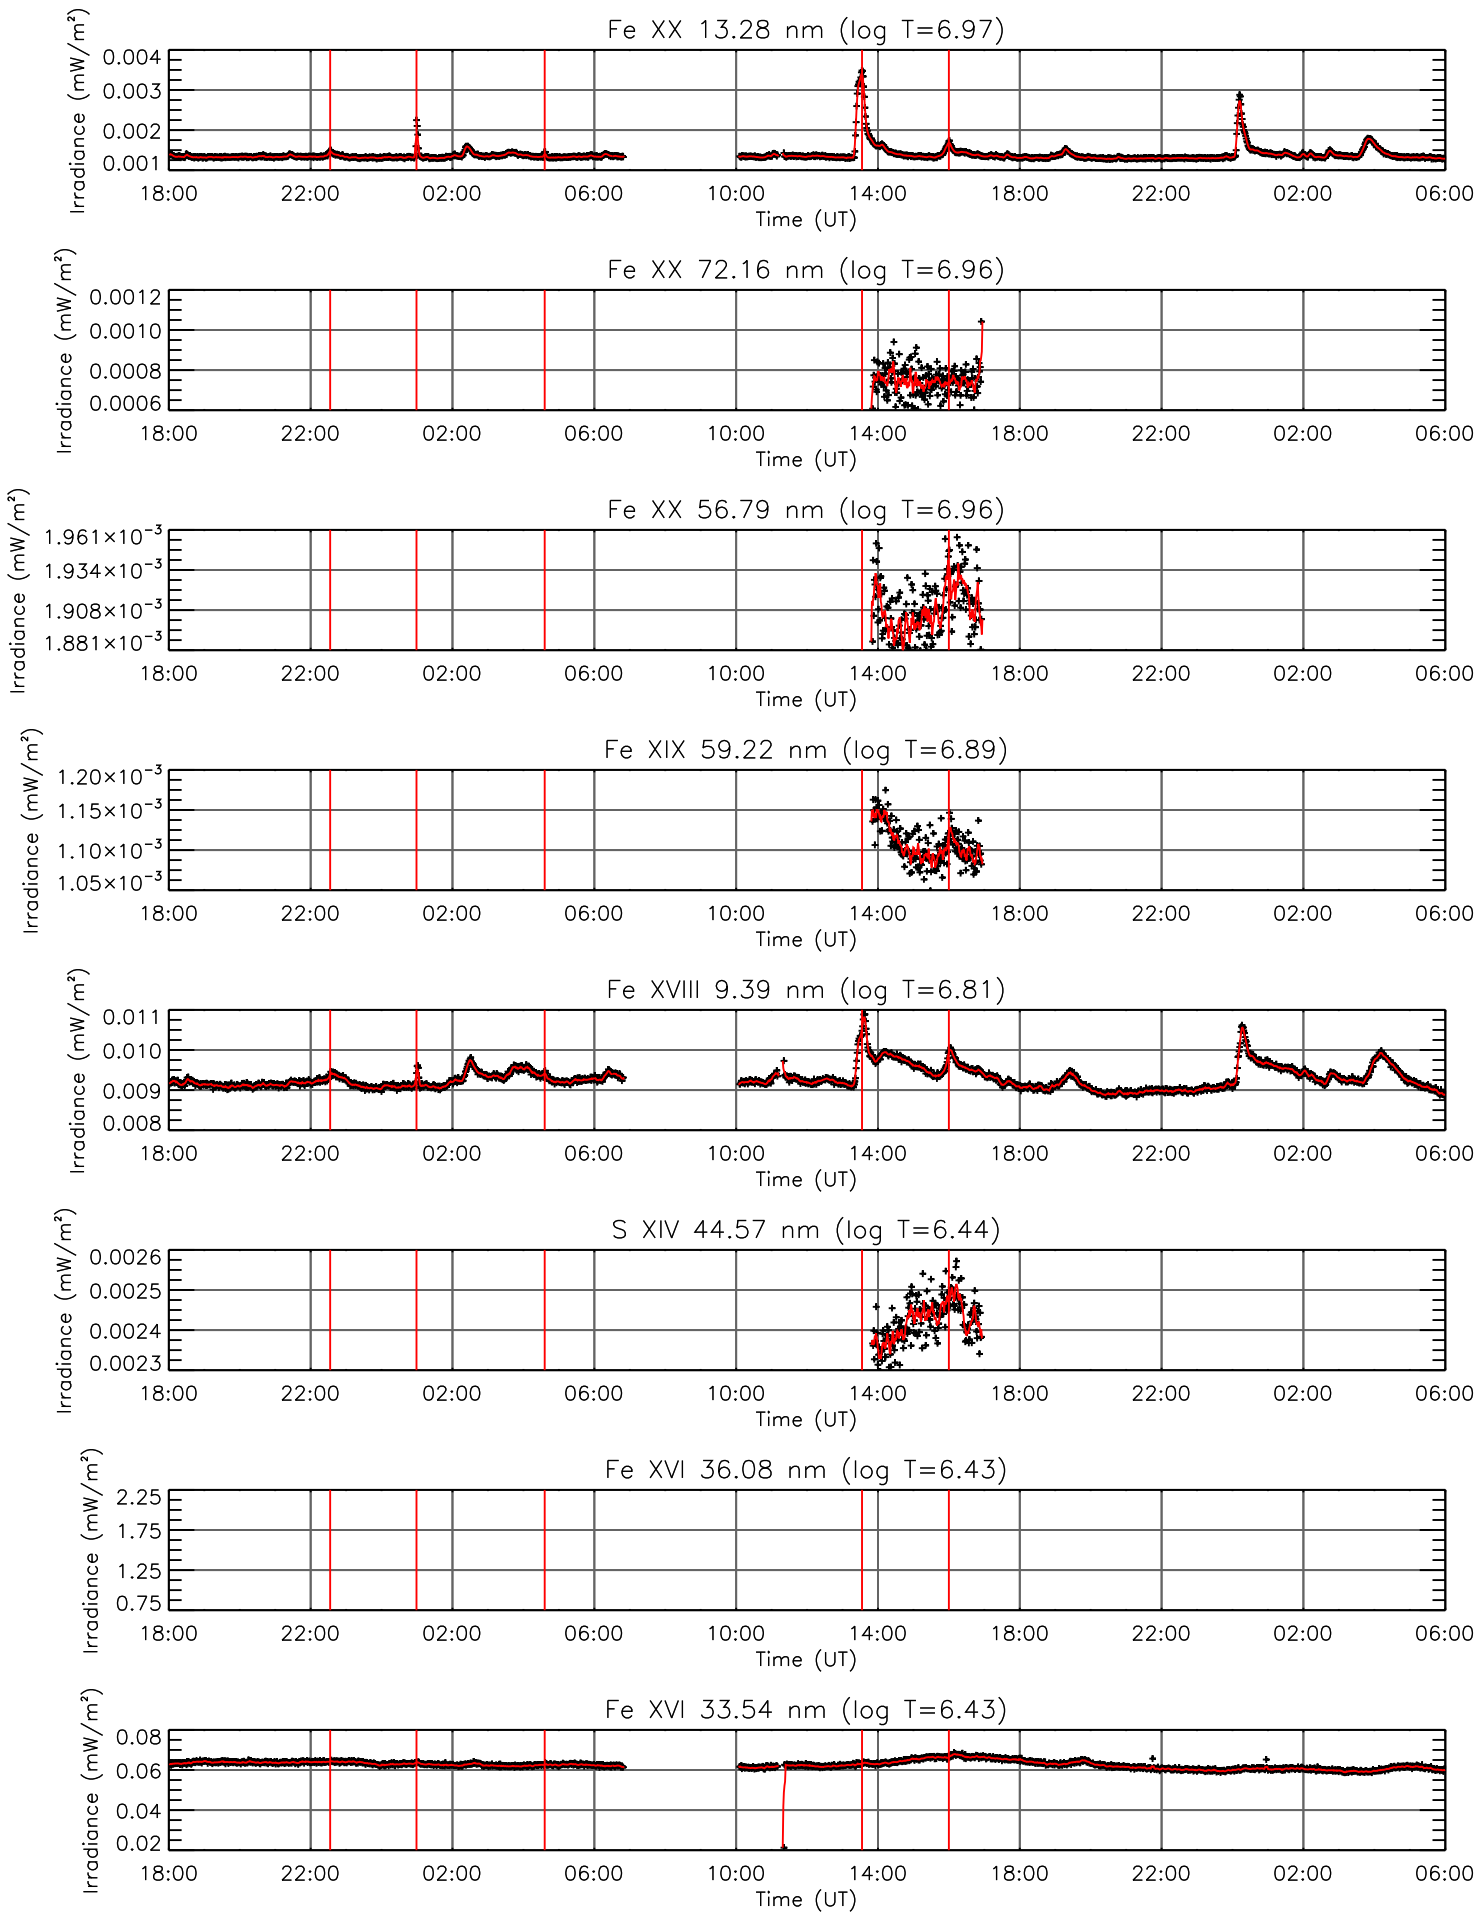 Fe XX 13.28 nm (log T=6.97)
Irradiance (mW/m²)
0.004
0.003
0.002
0.001
18:00 22:00 02:00 06:00 10:00 14:00 18:00 22:00 02:00 06:00
Time (UT)
Fe XX 72.16 nm (log T=6.96)
Irradiance (mW/m²)
0.0012
0.0010
0.0008
0.0006
18:00 22:00 02:00 06:00 10:00 14:00 18:00 22:00 02:00 06:00
Time (UT)
Fe XX 56.79 nm (log T=6.96)
Irradiance (mW/m²)
1.961×10⁻³
1.934×10⁻³
1.908×10⁻³
1.881×10⁻³
18:00 22:00 02:00 06:00 10:00 14:00 18:00 22:00 02:00 06:00
Time (UT)
Fe XIX 59.22 nm (log T=6.89)
Irradiance (mW/m²)
1.20×10⁻³
1.15×10⁻³
1.10×10⁻³
1.05×10⁻³
18:00 22:00 02:00 06:00 10:00 14:00 18:00 22:00 02:00 06:00
Time (UT)
Fe XVIII 9.39 nm (log T=6.81)
Irradiance (mW/m²)
0.011
0.010
0.009
0.008
18:00 22:00 02:00 06:00 10:00 14:00 18:00 22:00 02:00 06:00
Time (UT)
S XIV 44.57 nm (log T=6.44)
Irradiance (mW/m²)
0.0026
0.0025
0.0024
0.0023
18:00 22:00 02:00 06:00 10:00 14:00 18:00 22:00 02:00 06:00
Time (UT)
Fe XVI 36.08 nm (log T=6.43)
Irradiance (mW/m²)
2.25
1.75
1.25
0.75
18:00 22:00 02:00 06:00 10:00 14:00 18:00 22:00 02:00 06:00
Time (UT)
Fe XVI 33.54 nm (log T=6.43)
Irradiance (mW/m²)
0.08
0.06
0.04
0.02
18:00 22:00 02:00 06:00 10:00 14:00 18:00 22:00 02:00 06:00
Time (UT)